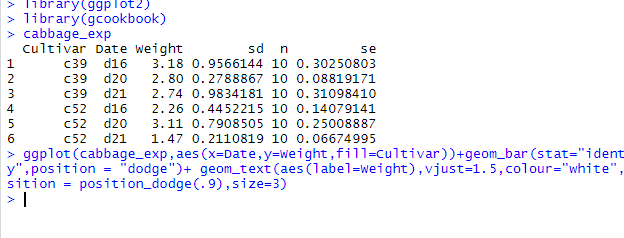 > library(ggplot2)
> library(gcookbook)
> cabbage_exp
  Cultivar Date Weight        sd  n         se
1      c39  d16   3.18 0.9566144 10 0.30250803
2      c39  d20   2.80 0.2788867 10 0.08819171
3      c39  d21   2.74 0.9834181 10 0.31098410
4      c52  d16   2.26 0.4452215 10 0.14079141
5      c52  d20   3.11 0.7908505 10 0.25008887
6      c52  d21   1.47 0.2110819 10 0.06674995
> ggplot(cabbage_exp,aes(x=Date,y=Weight,fill=Cultivar))+geom_bar(stat="ident
y",position = "dodge")+ geom_text(aes(label=Weight),vjust=1.5,colour="white",
sition = position_dodge(.9),size=3)
>